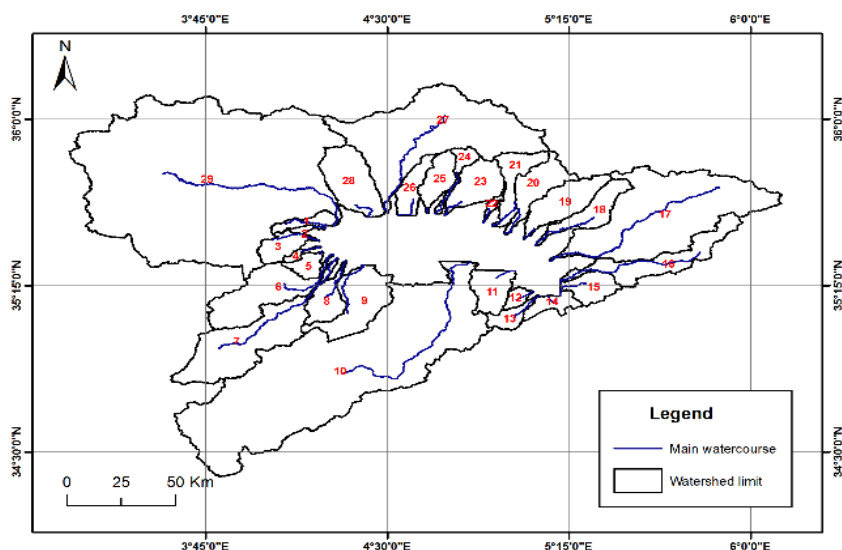 3°45'0"E 4°30'0"E 5°15'0"E 6°0'0"E
N
36°0'0"N 36°0'0"N
27
24
21
25 23
29 28 26 20
22 19
18 17
1
2
3
4
5
16
35°15'0"N 35°15'0"N
6 15
11 12
8 9 14
13
7
10
Legend
Main watercourse
Watershed limit
34°30'0"N 34°30'0"N
0 25 50 Km
3°45'0"E 4°30'0"E 5°15'0"E 6°0'0"E